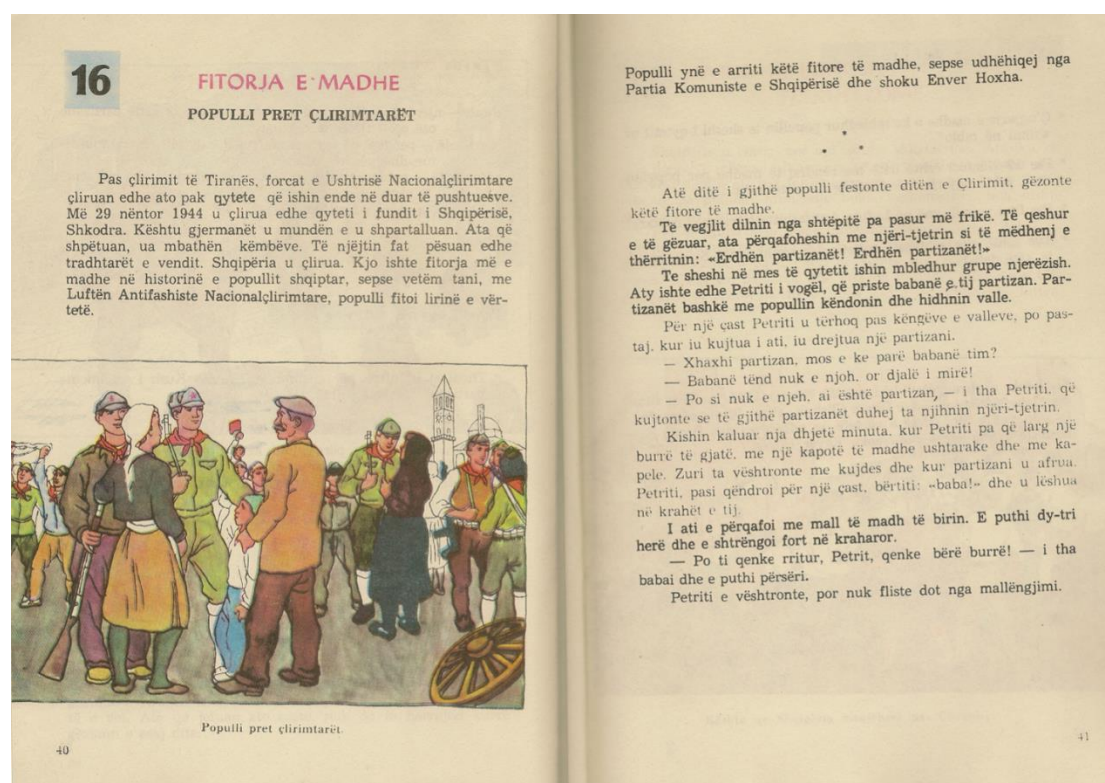 16
FITORJA E MADHE
POPULLI PRET ÇLIRIMTARËT
Pas çlirimit të Tiranës, forcat e Ushtrisë Nacionalçlirimtare
çliruan edhe ato pak qytete që ishin ende në duar të pushtuesve.
Më 29 nëntor 1944 u çlirua edhe qyteti i fundit i Shqipërisë,
Shkodra. Kështu gjermanët u mundën e u shpartalluan. Ata që
shpëtuan, ua mbathën këmbëve. Të njëjtin fat pësuan edhe
tradhtarët e vendit. Shqipëria u çlirua. Kjo ishte fitorja më e
madhe në historinë e popullit shqiptar, sepse vetëm tani, me
Luftën Antifashiste Nacionalçlirimtare, populli fitoi lirinë e vër-
tetë.
Populli pret çlirimtarët.
40
Populli ynë e arriti këtë fitore të madhe, sepse udhëhiqej nga
Partia Komuniste e Shqipërisë dhe shoku Enver Hoxha.
Atë ditë i gjithë populli festonte ditën e Çlirimit, gëzonte
këtë fitore të madhe.
Të vegjlit dilnin nga shtëpitë pa pasur më frikë. Të qeshur
e të gëzuar, ata përqafoheshin me njëri-tjetrin si të mëdhenj e
thërritnin: «Erdhën partizanët! Erdhën partizanët!»
Te sheshi në mes të qytetit ishin mbledhur grupe njerëzish.
Aty ishte edhe Petriti i vogël, që priste babanë e tij partizan. Par-
tizanët bashkë me popullin këndonin dhe hidhnin valle.
Për një çast Petriti u tërhoq pas këngëve e valleve, po pas-
taj, kur iu kujtua i ati, iu drejtua një partizani.
— Xhaxhi partizan, mos e ke parë babanë tim?
— Babanë tënd nuk e njoh, or djalë i mirë!
— Po si nuk e njeh, ai është partizan, — i tha Petriti, që
kujtonte se të gjithë partizanët duhej ta njihnin njëri-tjetrin.
Kishin kaluar nja dhjetë minuta, kur Petriti pa që larg një
burrë të gjatë, me një kapotë të madhe ushtarake dhe me ka-
pele. Zuri ta vështronte me kujdes dhe kur partizani u afrua,
Petriti, pasi qëndroi për një çast, bërtiti: «baba!» dhe u lëshua
në krahët e tij.
I ati e përqafoi me mall të madh të birin. E puthi dy-tri
herë dhe e shtrëngoi fort në kraharor.
— Po ti qenke rritur, Petrit, qenke bërë burrë! — i tha
babai dhe e puthi përsëri.
Petriti e vështronte, por nuk fliste dot nga mallëngjimi.
41